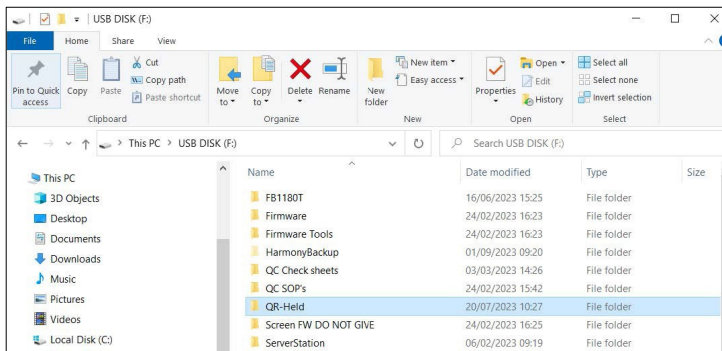 USB DISK (F:)
File Home Share View
Pin to Quick access
Copy
Paste
Cut
Copy path
Paste shortcut
Clipboard
Move to
Copy to
Delete
Rename
Organize
New folder
New item
Easy access
New
Properties
Open
Edit
History
Open
Select all
Select none
Invert selection
Select
This PC > USB DISK (F:)
Search USB DISK (F:)
This PC
3D Objects
Desktop
Documents
Downloads
Music
Pictures
Videos
Local Disk (C:)
Name Date modified Type Size
FB1180T 16/06/2023 15:25 File folder
Firmware 24/02/2023 16:23 File folder
Firmware Tools 24/02/2023 16:23 File folder
HarmonyBackup 01/09/2023 09:20 File folder
QC Check sheets 03/03/2023 14:26 File folder
QC SOP's 24/02/2023 15:42 File folder
QR-Held 20/07/2023 10:27 File folder
Screen FW DO NOT GIVE 24/02/2023 16:25 File folder
ServerStation 06/02/2023 09:19 File folder